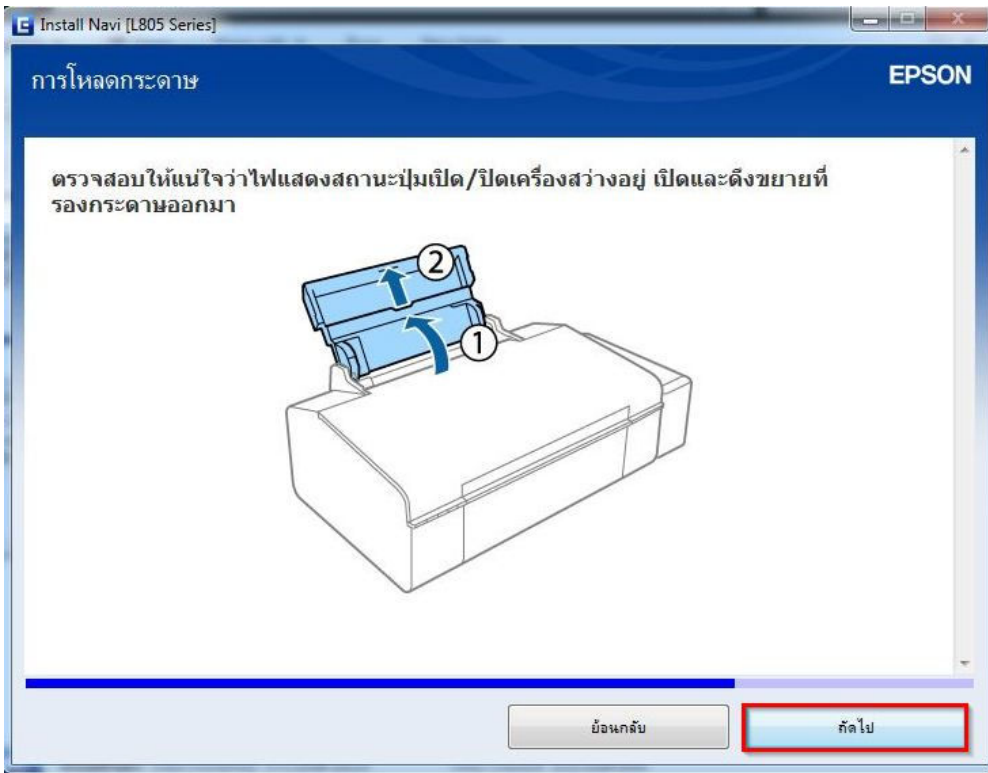 Install Navi [L805 Series]
การโหลดกระดาษ
EPSON
ตรวจสอบให้แน่ใจว่าไฟแสดงสถานะปุ่มเปิด/ปิดเครื่องสว่างอยู่ เปิดและดึงขยายที่
รองกระดาษออกมา
2
1
ย้อนกลับ
ถัดไป